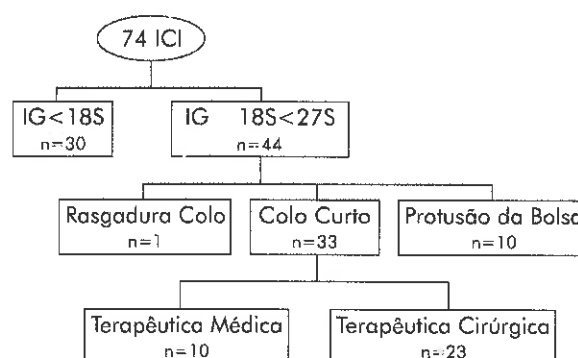 74 ICI
IG<18S
n=30
IG 18S<27S
n=44
Rasgadura Colo
n=1
Colo Curto
n=33
Protusão da Bolsa
n=10
Terapêutica Médica
n=10
Terapêutica Cirúrgica
n=23